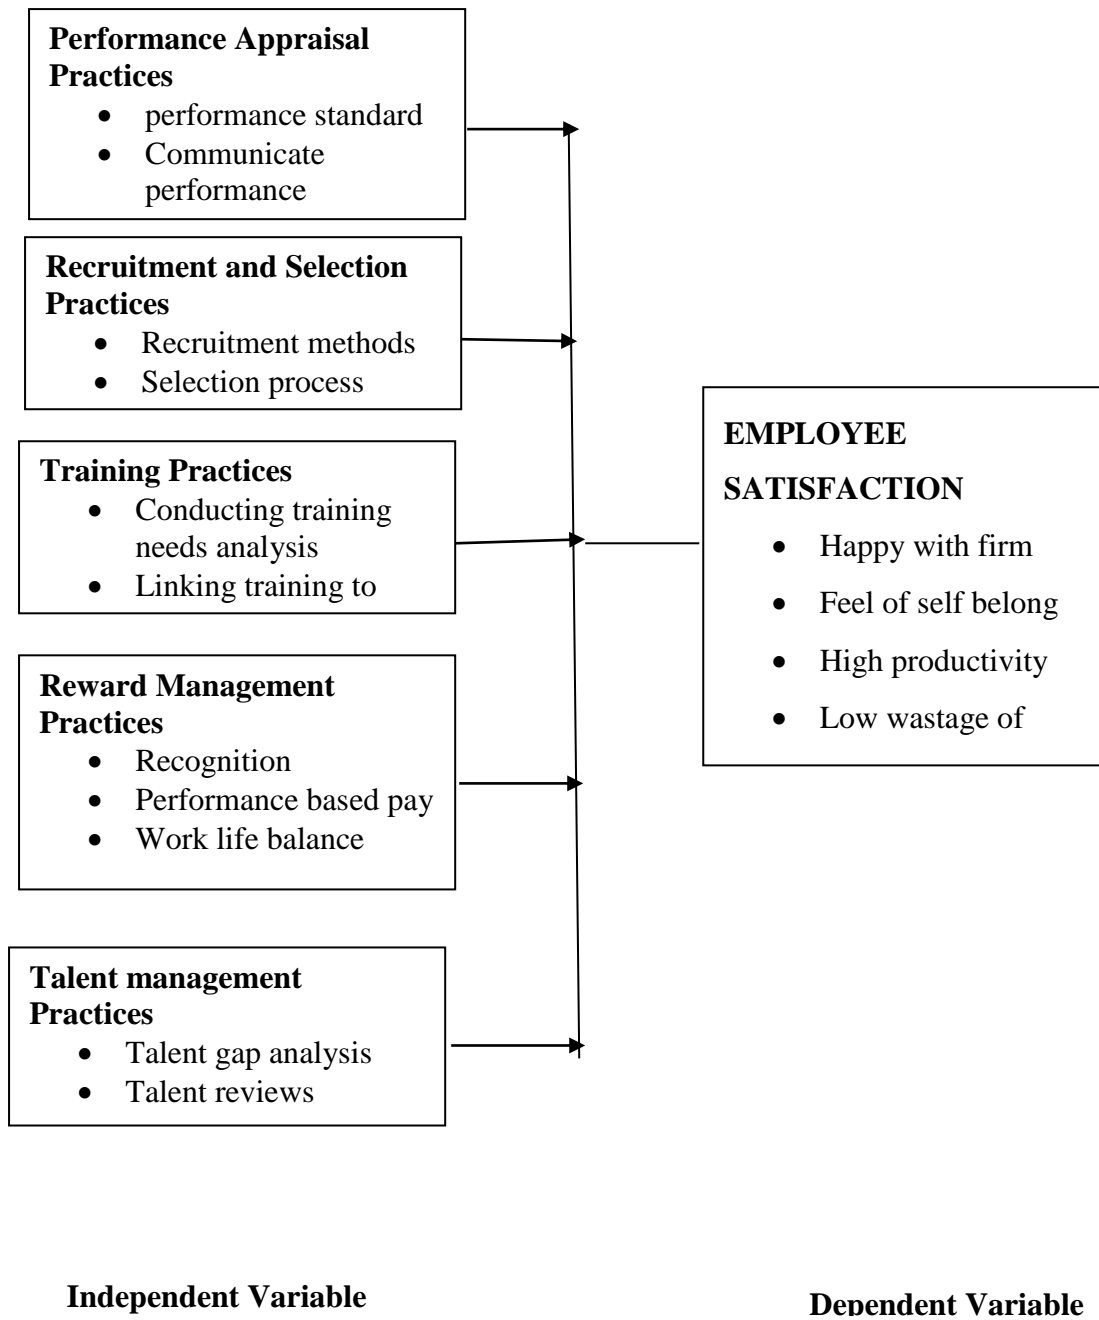 Performance Appraisal
Practices
• performance standard
• Communicate
performance
Recruitment and Selection
Practices
• Recruitment methods
• Selection process
Training Practices
• Conducting training
needs analysis
• Linking training to
Reward Management
Practices
• Recognition
• Performance based pay
• Work life balance
Talent management
Practices
• Talent gap analysis
• Talent reviews
EMPLOYEE
SATISFACTION
• Happy with firm
• Feel of self belong
• High productivity
• Low wastage of
Independent Variable
Dependent Variable